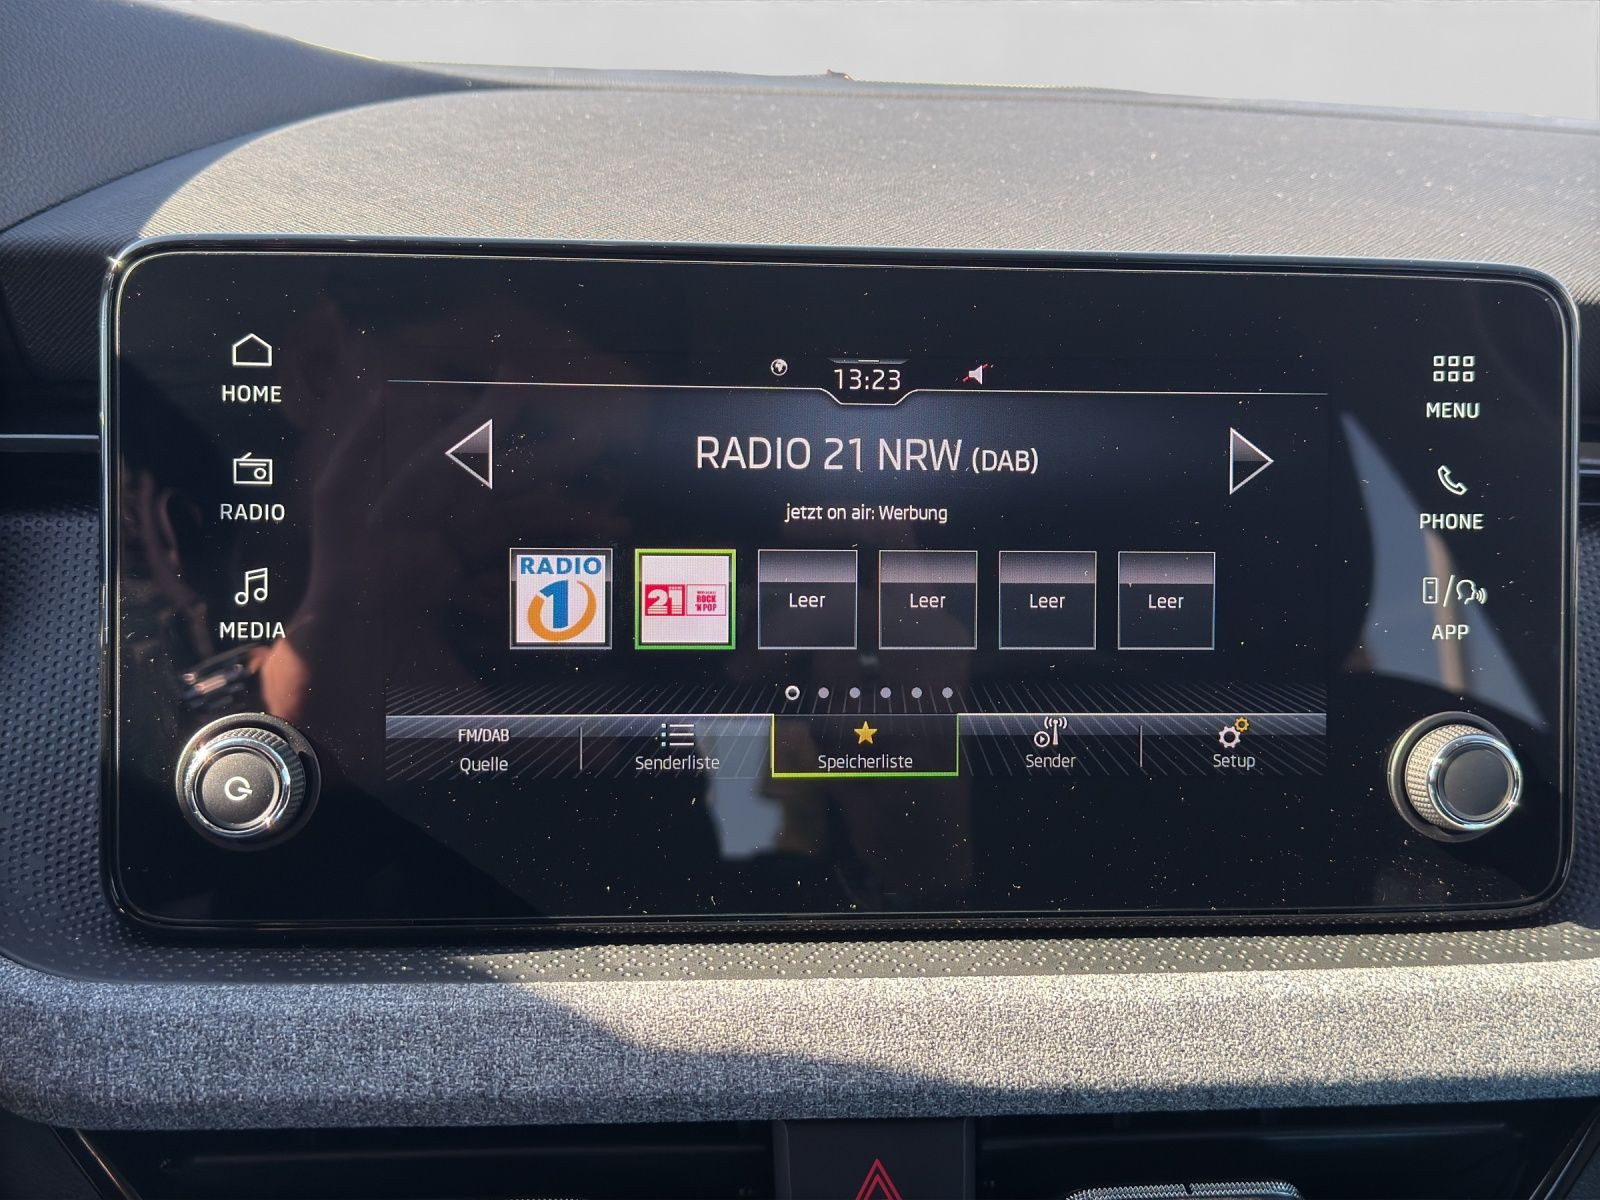 HOME
RADIO
MEDIA
13:23
RADIO 21 NRW (DAB)
jetzt on air: Werbung
RADIO
1
21
ROCK
'N POP
Leer
Leer
Leer
Leer
FM/DAB
Quelle
Senderliste
Speicherliste
Sender
Setup
MENU
PHONE
APP